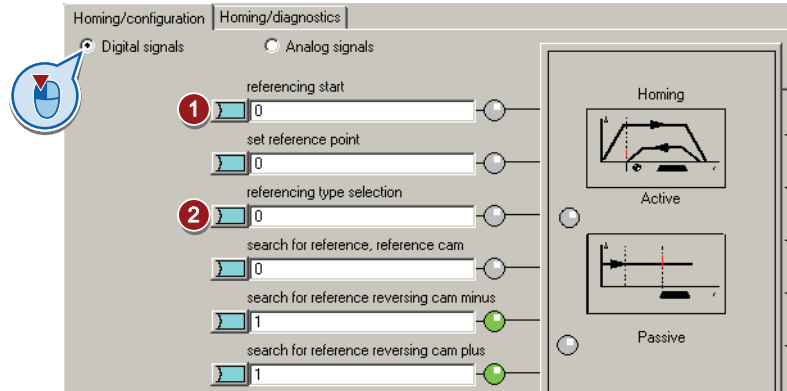 Homing/configuration Homing/diagnostics
Digital signals Analog signals
referencing start
1 0
set reference point
0
referencing type selection
2 0
search for reference, reference cam
0
search for reference reversing cam minus
1
search for reference reversing cam plus
1
Homing
Active
Passive